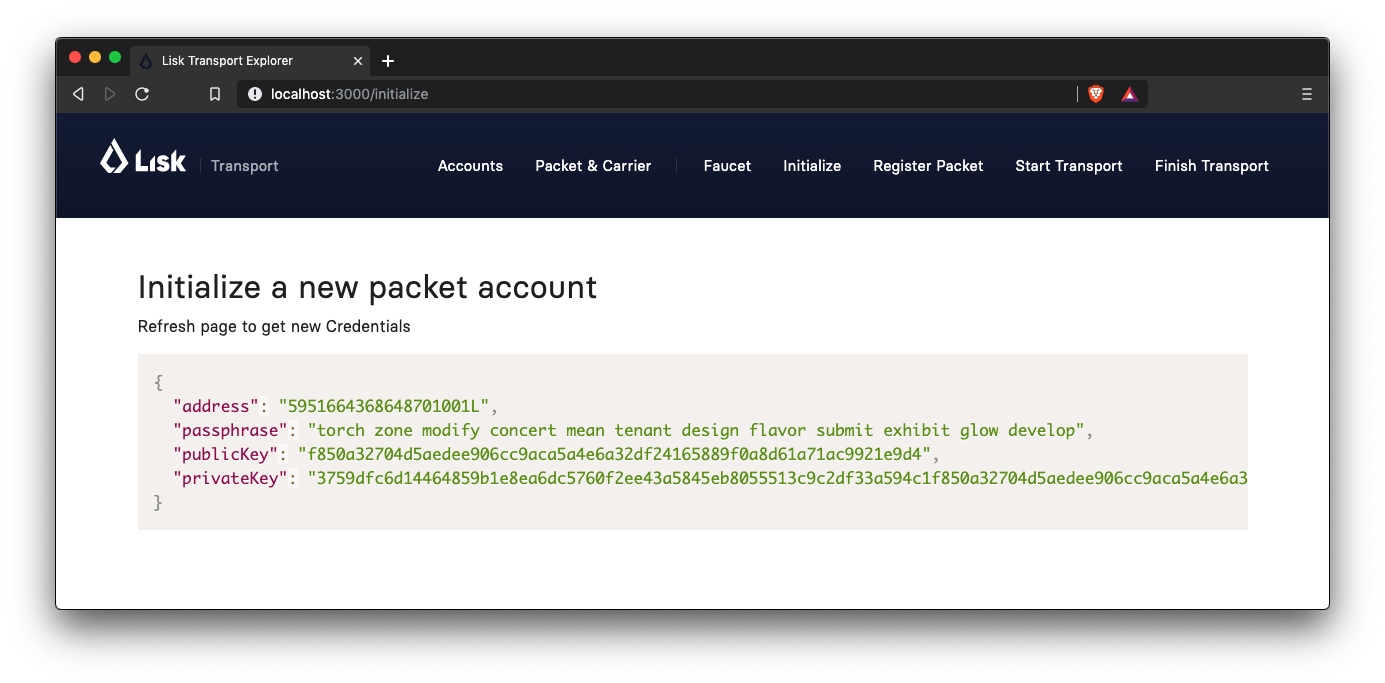 Lisk Transport Explorer
localhost:3000/initialize
Lisk Transport Accounts Packet & Carrier Faucet Initialize Register Packet Start Transport Finish Transport
Initialize a new packet account
Refresh page to get new Credentials
{
"address": "5951664368648701001L",
"passphrase": "torch zone modify concert mean tenant design flavor submit exhibit glow develop",
"publicKey": "f850a32704d5aedee906cc9aca5a4e6a32df24165889f0a8d61a71ac9921e9d4",
"privateKey": "3759dfc6d14464859b1e8ea6dc5760f2ee43a5845eb8055513c9c2df33a594c1f850a32704d5aedee906cc9aca5a4e6a3
}